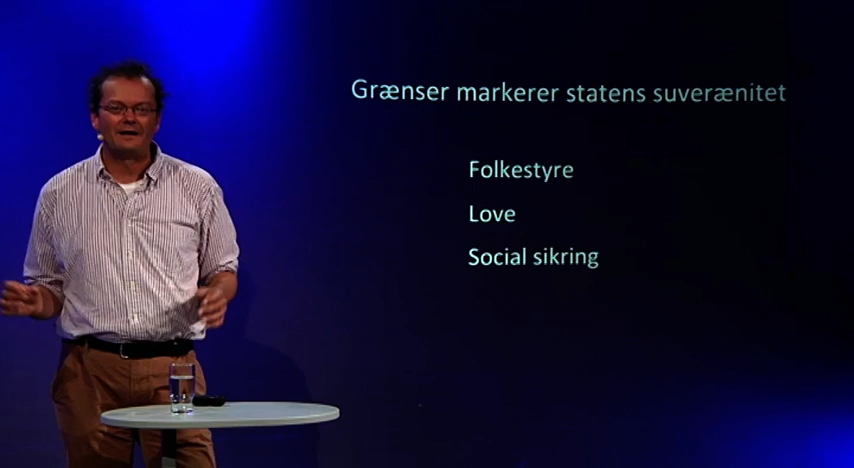 Grænser markerer statens suverænitet
Folkestyre
Love
Social sikring